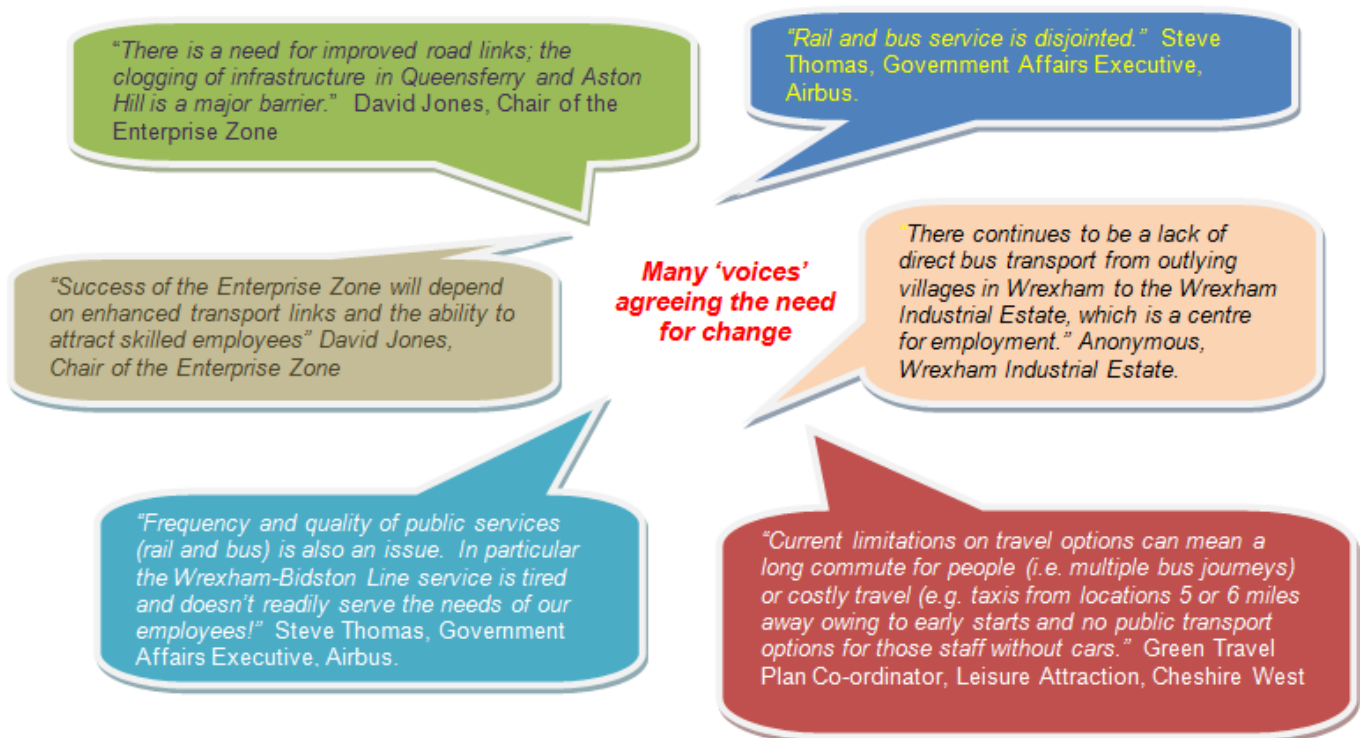 “There is a need for improved road links; the
clogging of infrastructure in Queensferry and Aston
Hill is a major barrier.” David Jones, Chair of the
Enterprise Zone
“Rail and bus service is disjointed.” Steve
Thomas, Government Affairs Executive,
Airbus.
“Success of the Enterprise Zone will depend
on enhanced transport links and the ability to
attract skilled employees” David Jones,
Chair of the Enterprise Zone
Many ‘voices’
agreeing the need
for change
“There continues to be a lack of
direct bus transport from outlying
villages in Wrexham to the Wrexham
Industrial Estate, which is a centre
for employment.” Anonymous,
Wrexham Industrial Estate.
“Frequency and quality of public services
(rail and bus) is also an issue. In particular
the Wrexham-Bidston Line service is tired
and doesn’t readily serve the needs of our
employees!” Steve Thomas, Government
Affairs Executive, Airbus.
“Current limitations on travel options can mean a
long commute for people (i.e. multiple bus journeys)
or costly travel (e.g. taxis from locations 5 or 6 miles
away owing to early starts and no public transport
options for those staff without cars.” Green Travel
Plan Co-ordinator, Leisure Attraction, Cheshire West